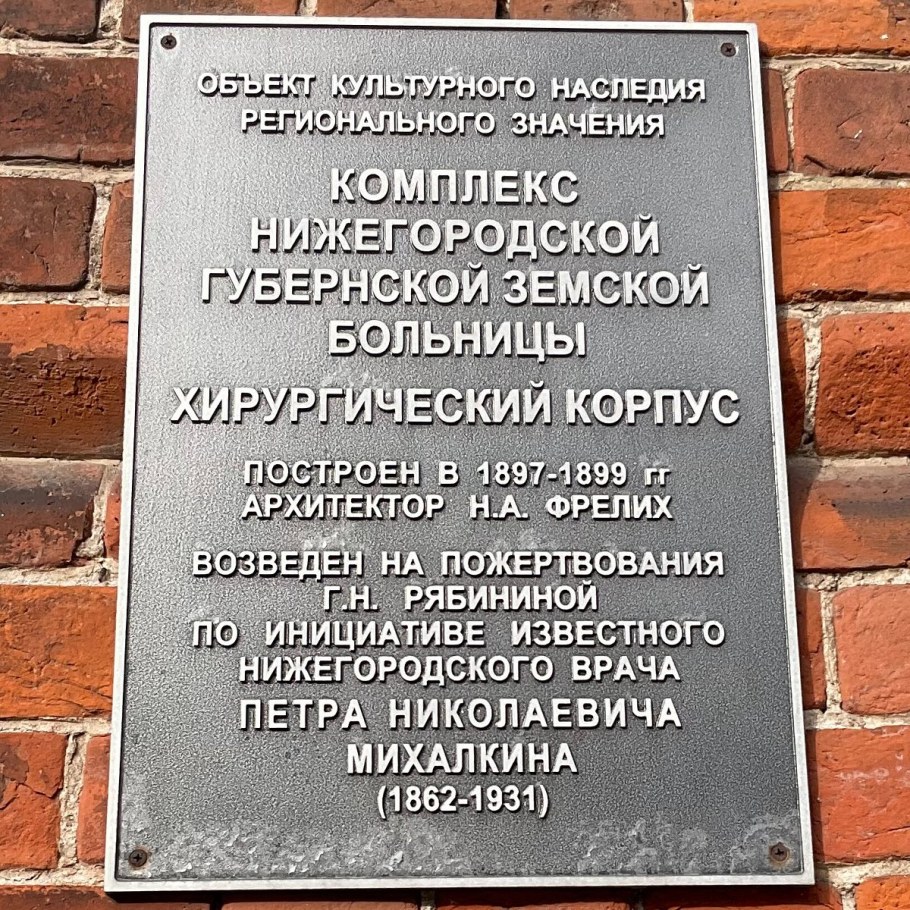 ОБЪЕКТ КУЛЬТУРНОГО НАСЛЕДИЯ
РЕГИОНАЛЬНОГО ЗНАЧЕНИЯ
КОМПЛЕКС
НИЖЕГОРОДСКОЙ
ГУБЕРНСКОЙ ЗЕМСКОЙ
БОЛЬНИЦЫ
ХИРУРГИЧЕСКИЙ КОРПУС
ПОСТРОЕН В 1897-1899 гг
АРХИТЕКТОР Н.А. ФРЕЛИХ
ВОЗВЕДЕН НА ПОЖЕРТВОВАНИЯ
Г.Н. РЯБИНИНОЙ
ПО ИНИЦИАТИВЕ ИЗВЕСТНОГО
НИЖЕГОРОДСКОГО ВРАЧА
ПЕТРА НИКОЛАЕВИЧА
МИХАЛКИНА
(1862-1931)